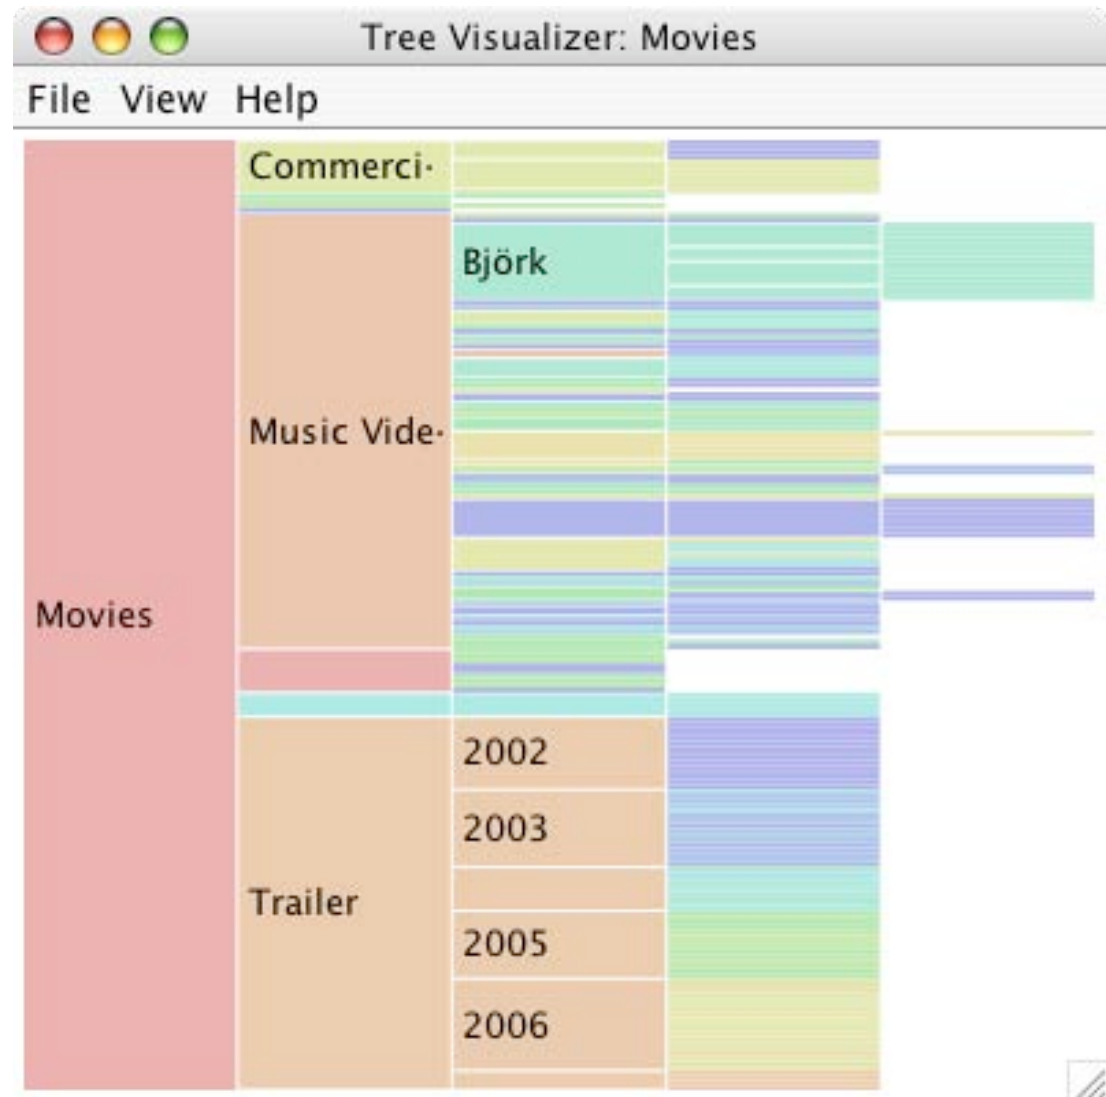 Tree Visualizer: Movies
File View Help
Commerci·
Björk
Music Vide·
Movies
2002
2003
Trailer
2005
2006